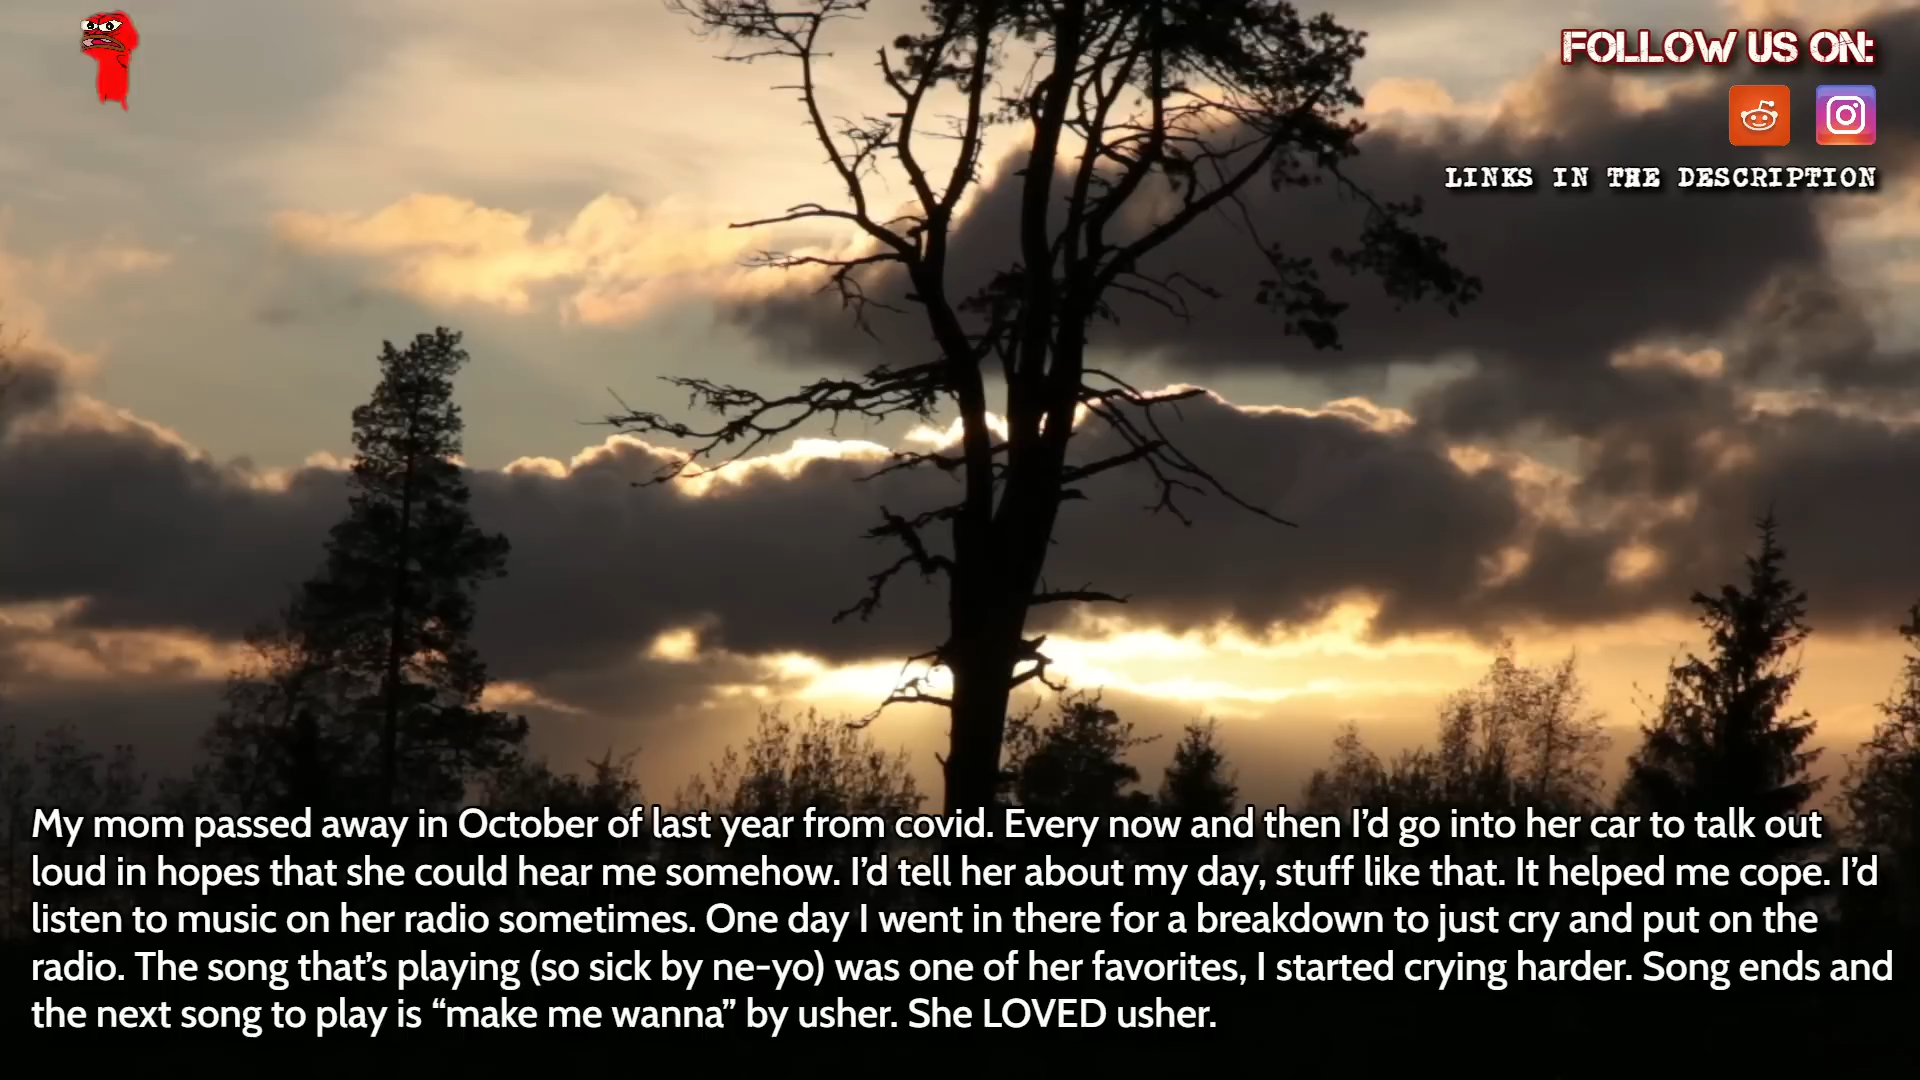 FOLLOW US ON:
LINKS IN THE DESCRIPTION
My mom passed away in October of last year from covid. Every now and then I’d go into her car to talk out
loud in hopes that she could hear me somehow. I’d tell her about my day, stuff like that. It helped me cope. I’d
listen to music on her radio sometimes. One day I went in there for a breakdown to just cry and put on the
radio. The song that’s playing (so sick by ne-yo) was one of her favorites, I started crying harder. Song ends and
the next song to play is “make me wanna” by usher. She LOVED usher.